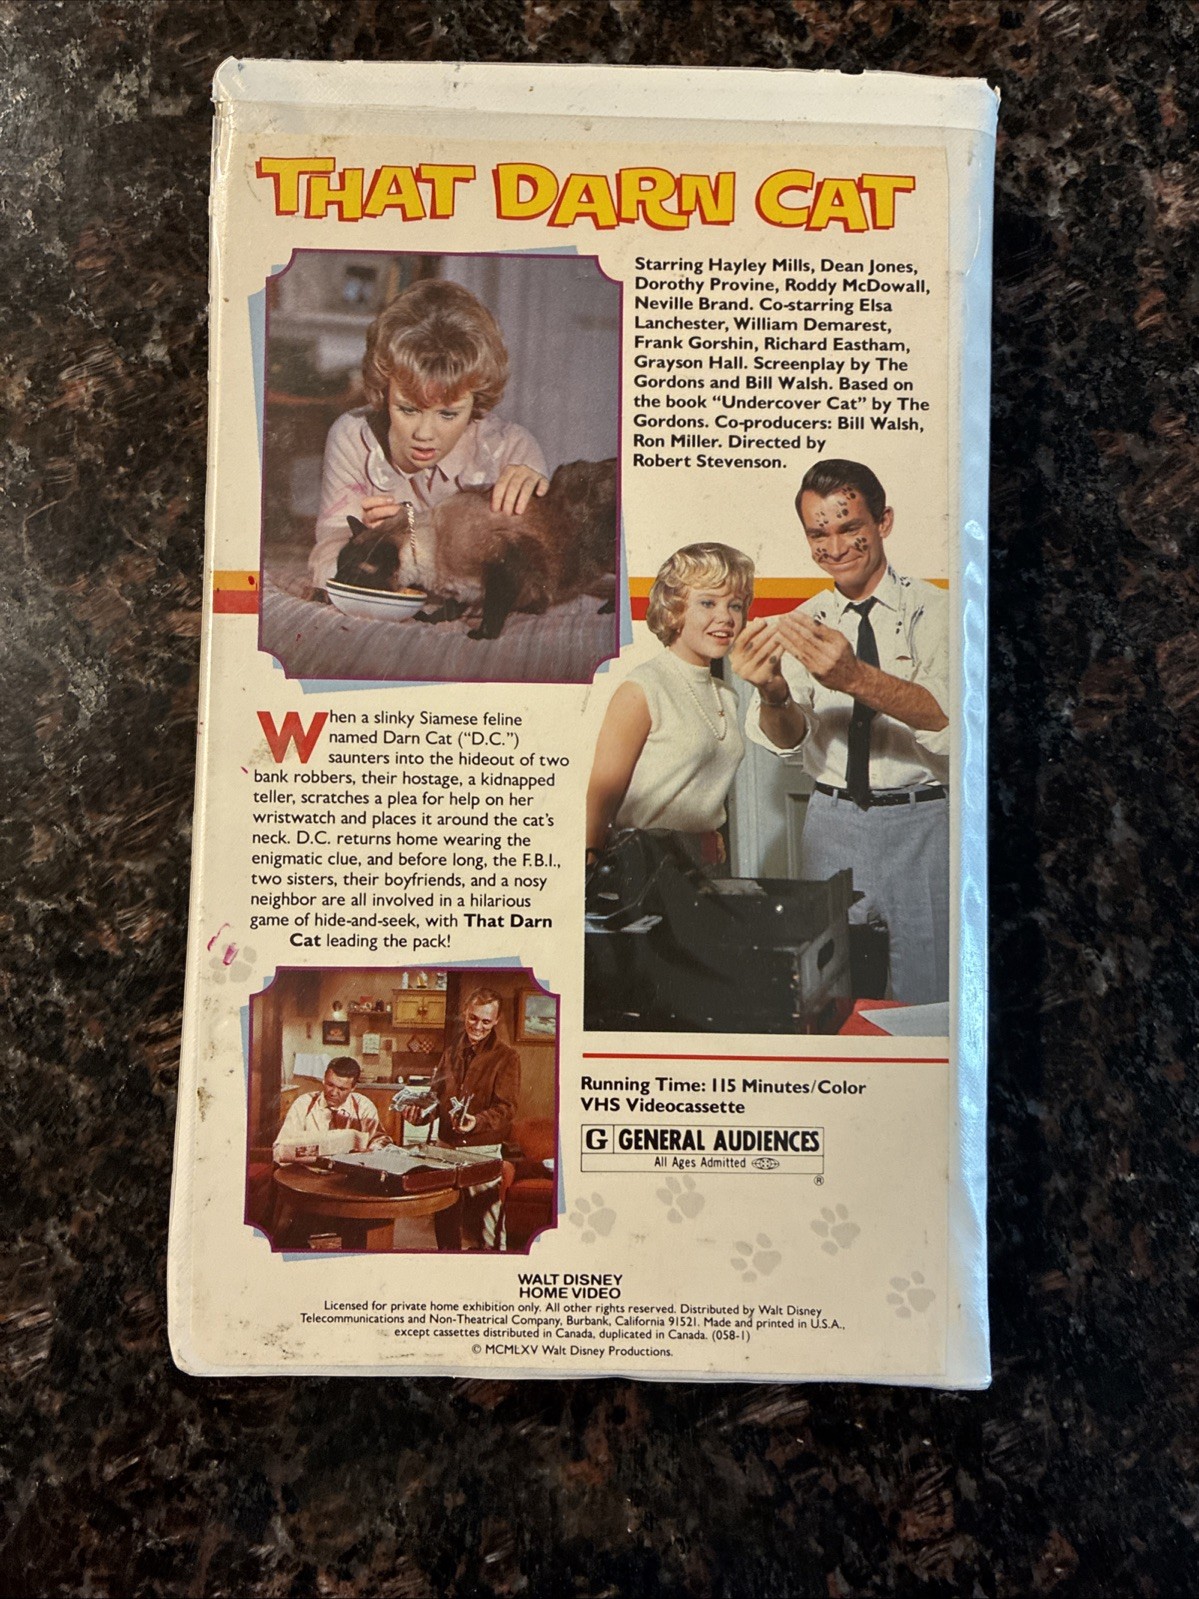 THAT DARN CAT
Starring Hayley Mills, Dean Jones,
Dorothy Provine, Roddy McDowall,
Neville Brand. Co-starring Elsa
Lanchester, William Demarest,
Frank Gorshin, Richard Eastham,
Grayson Hall. Screenplay by The
Gordons and Bill Walsh. Based on
the book “Undercover Cat” by The
Gordons. Co-producers: Bill Walsh,
Ron Miller. Directed by
Robert Stevenson.
When a slinky Siamese feline
named Darn Cat (“D.C.”)
saunters into the hideout of two
bank robbers, their hostage, a kidnapped
teller, scratches a plea for help on her
wristwatch and places it around the cat’s
neck. D.C. returns home wearing the
enigmatic clue, and before long, the F.B.I.,
two sisters, their boyfriends, and a nosy
neighbor are all involved in a hilarious
game of hide-and-seek, with That Darn
Cat leading the pack!
Running Time: 115 Minutes/Color
VHS Videocassette
G GENERAL AUDIENCES
All Ages Admitted
®
WALT DISNEY
HOME VIDEO
Licensed for private home exhibition only. All other rights reserved. Distributed by Walt Disney
Telecommunications and Non-Theatrical Company, Burbank, California 91521. Made and printed in U.S.A.,
except cassettes distributed in Canada, duplicated in Canada. (058-1)
© MCMLXV Walt Disney Productions.